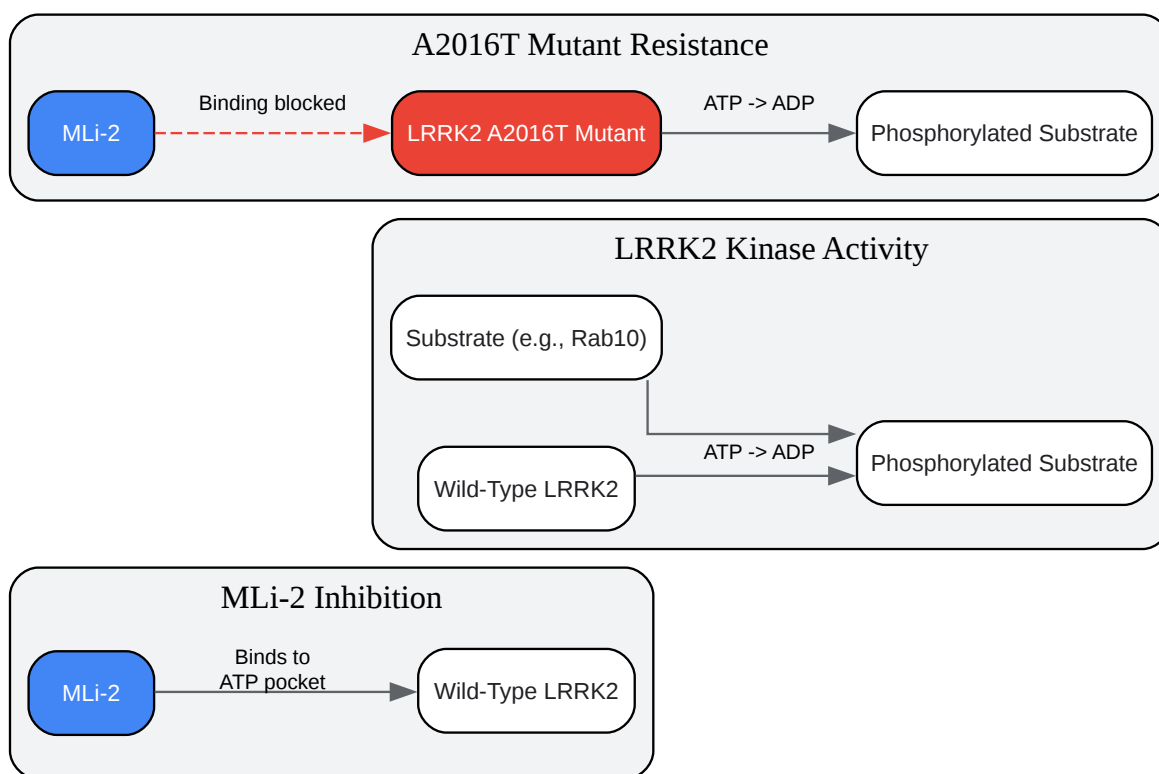 A2016T Mutant Resistance
MLi-2
Binding blocked
LRRK2 A2016T Mutant
ATP -> ADP
Phosphorylated Substrate
LRRK2 Kinase Activity
Substrate (e.g., Rab10)
Wild-Type LRRK2
ATP -> ADP
Phosphorylated Substrate
MLi-2 Inhibition
MLi-2
Binds to
ATP pocket
Wild-Type LRRK2